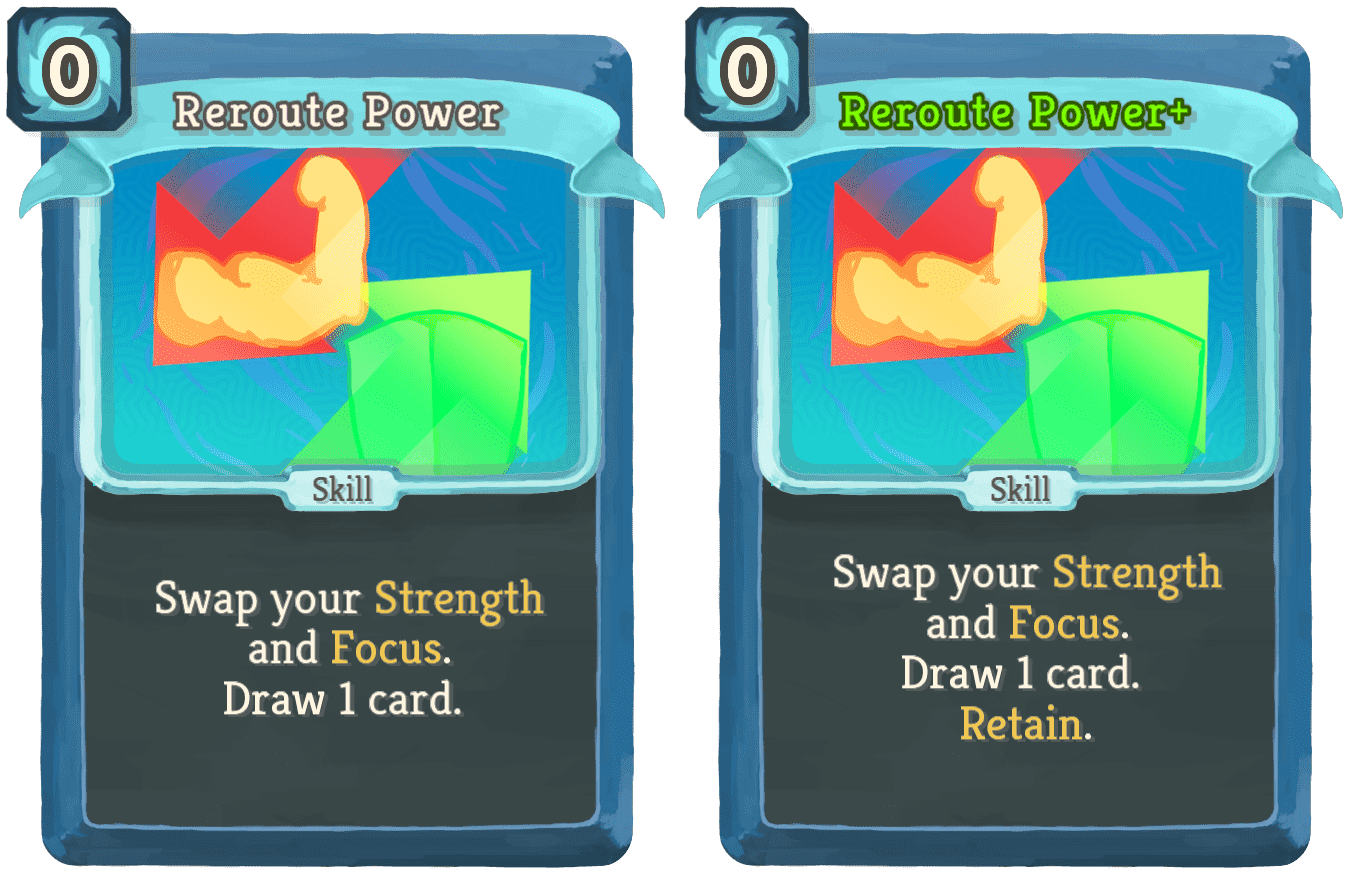 0
Reroute Power
Skill
Swap your Strength
and Focus.
Draw 1 card.
0
Reroute Power+
Skill
Swap your Strength
and Focus.
Draw 1 card.
Retain.